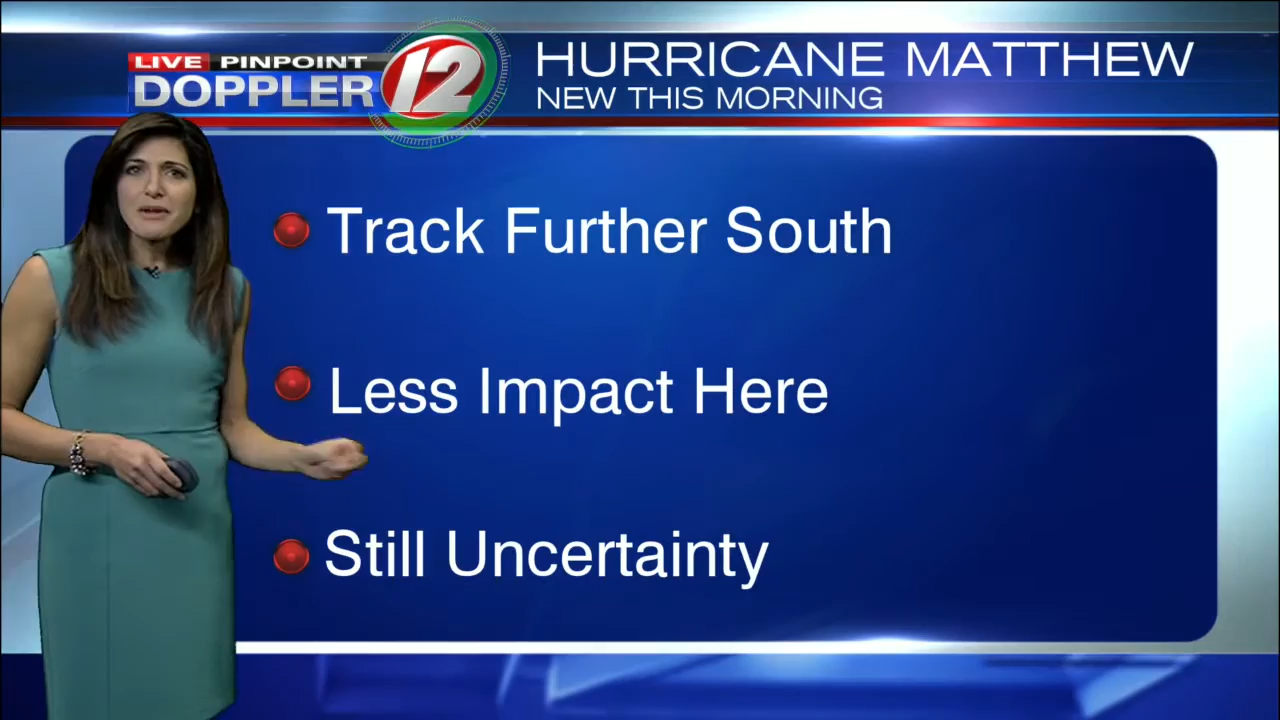 LIVE PINPOINT
DOPPLER 12
HURRICANE MATTHEW
NEW THIS MORNING
Track Further South
Less Impact Here
Still Uncertainty